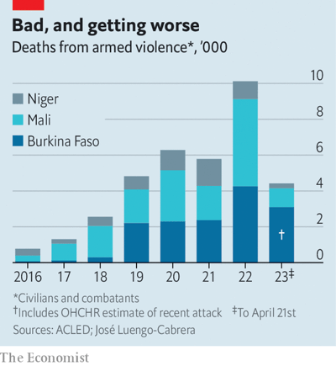 Bad, and getting worse
Deaths from armed violence*, ’000
10
Niger
8
Mali
Burkina Faso
6
4
2
†
0
2016 17 18 19 20 21 22 23‡
*Civilians and combatants
†Includes OHCHR estimate of recent attack ‡To April 21st
Sources: ACLED; José Luengo-Cabrera
The Economist